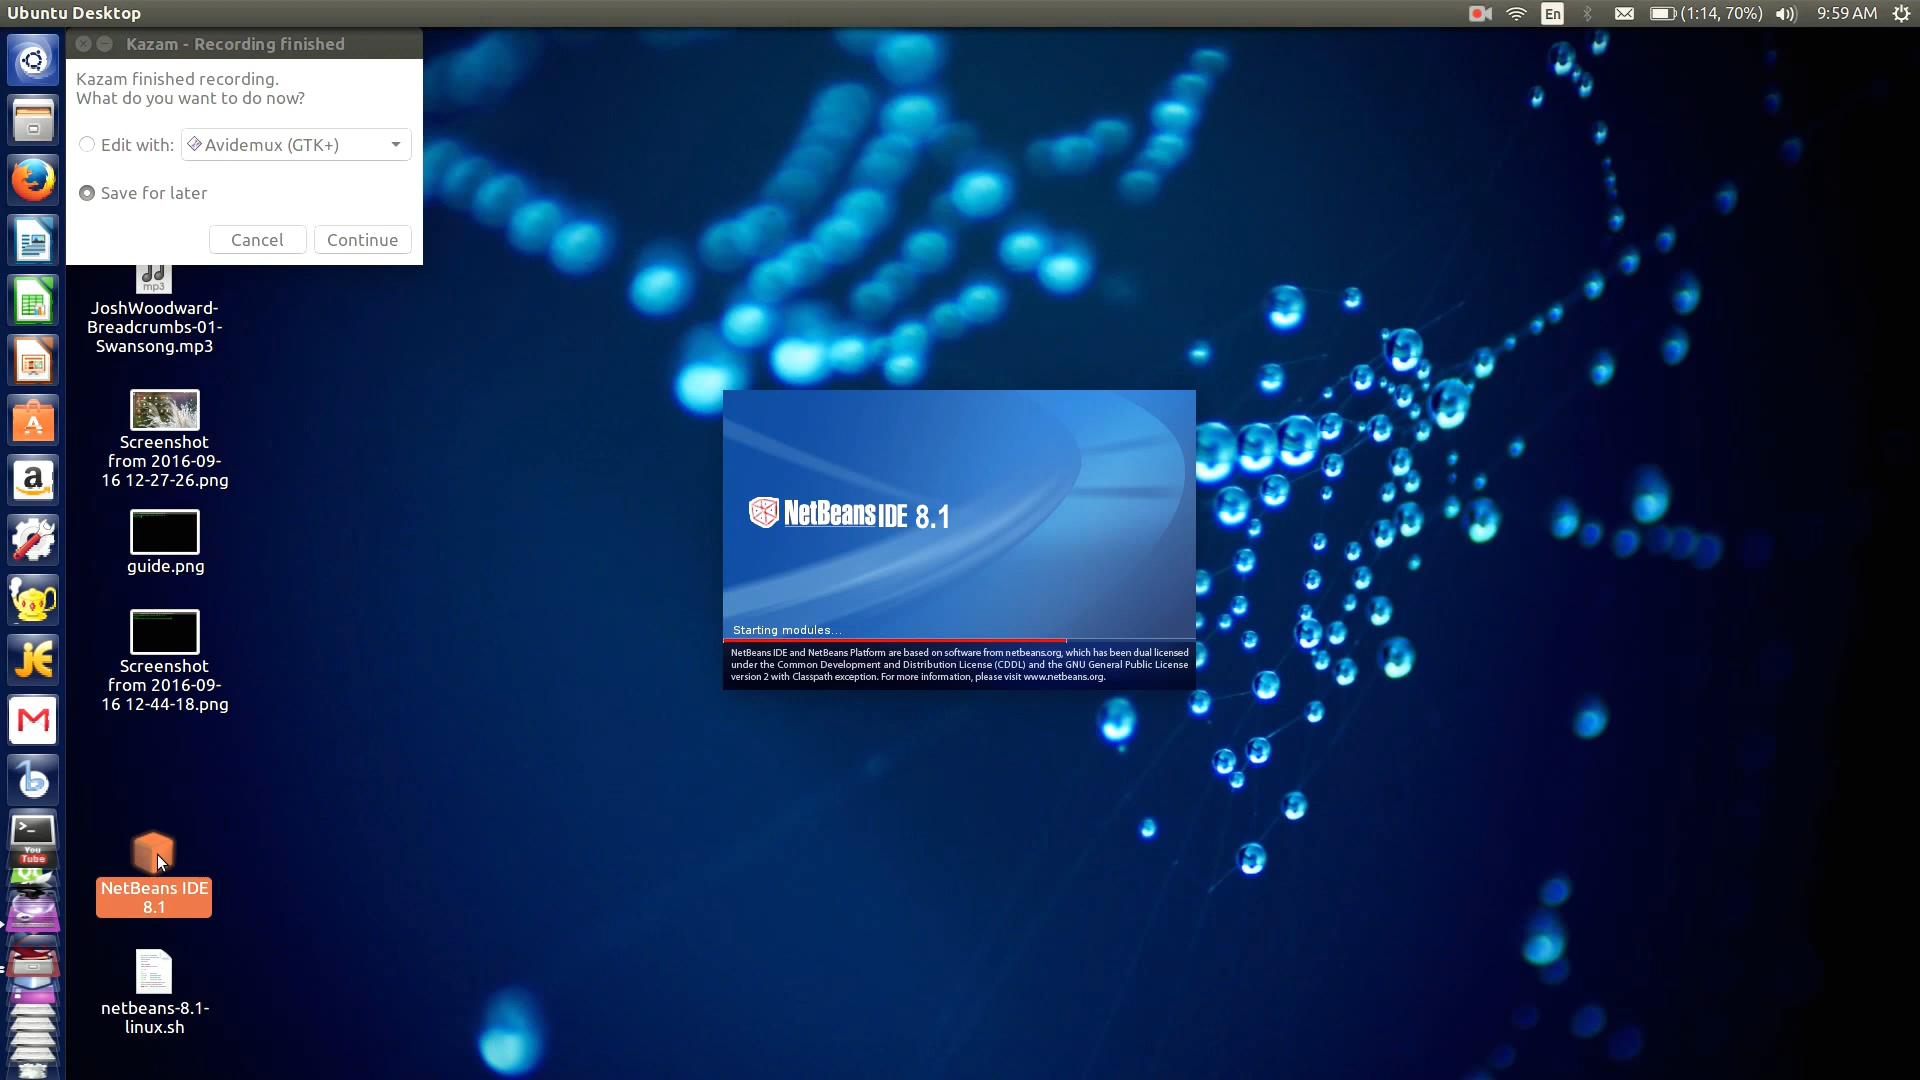 Ubuntu Desktop
En
(1:14, 70%)
9:59 AM
Kazam - Recording finished
Kazam finished recording.
What do you want to do now?
Edit with:
Avidemux (GTK+)
Save for later
Cancel
Continue
mp3
JoshWoodward-
Breadcrumbs-01-
Swansong.mp3
Screenshot
from 2016-09-
16 12-27-26.png
guide.png
Screenshot
from 2016-09-
16 12-44-18.png
NetBeans IDE
8.1
netbeans-8.1-
linux.sh
You
Tube
NetBeans IDE 8.1
Starting modules...
NetBeans IDE and NetBeans Platform are based on software from netbeans.org, which has been dual licensed
under the Common Development and Distribution License (CDDL) and the GNU General Public License
version 2 with Classpath exception. For more information, please visit www.netbeans.org.